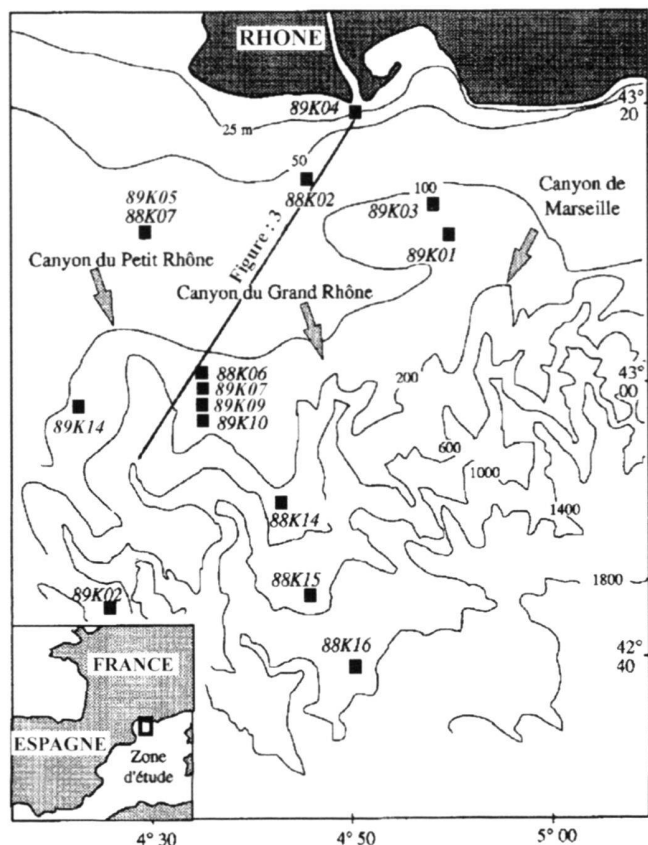 RHONE
89K04
43°
20
25 m
50
88K02
100
89K03
89K01
Canyon de
Marseille
89K05
88K07
Figure : 3
Canyon du Petit Rhône
Canyon du Grand Rhône
88K06
89K07
89K09
89K10
200
43°
00
89K14
600
1000
1400
88K14
88K15
1800
89K02
88K16
42°
40
FRANCE
ESPAGNE
Zone
d'étude
4° 30
4° 50
5° 00